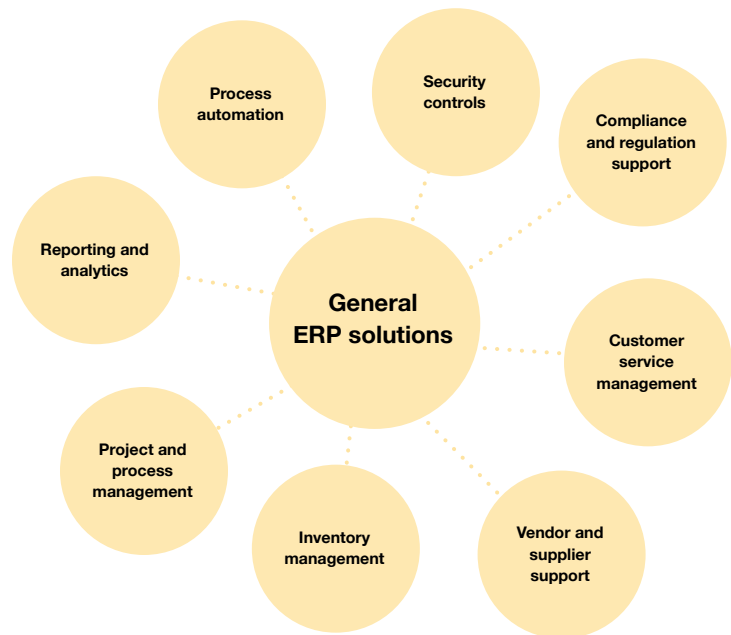 Process
automation
Security
controls
Compliance
and regulation
support
Reporting and
analytics
General
ERP solutions
Customer
service
management
Project and
process
management
Inventory
management
Vendor and
supplier
support